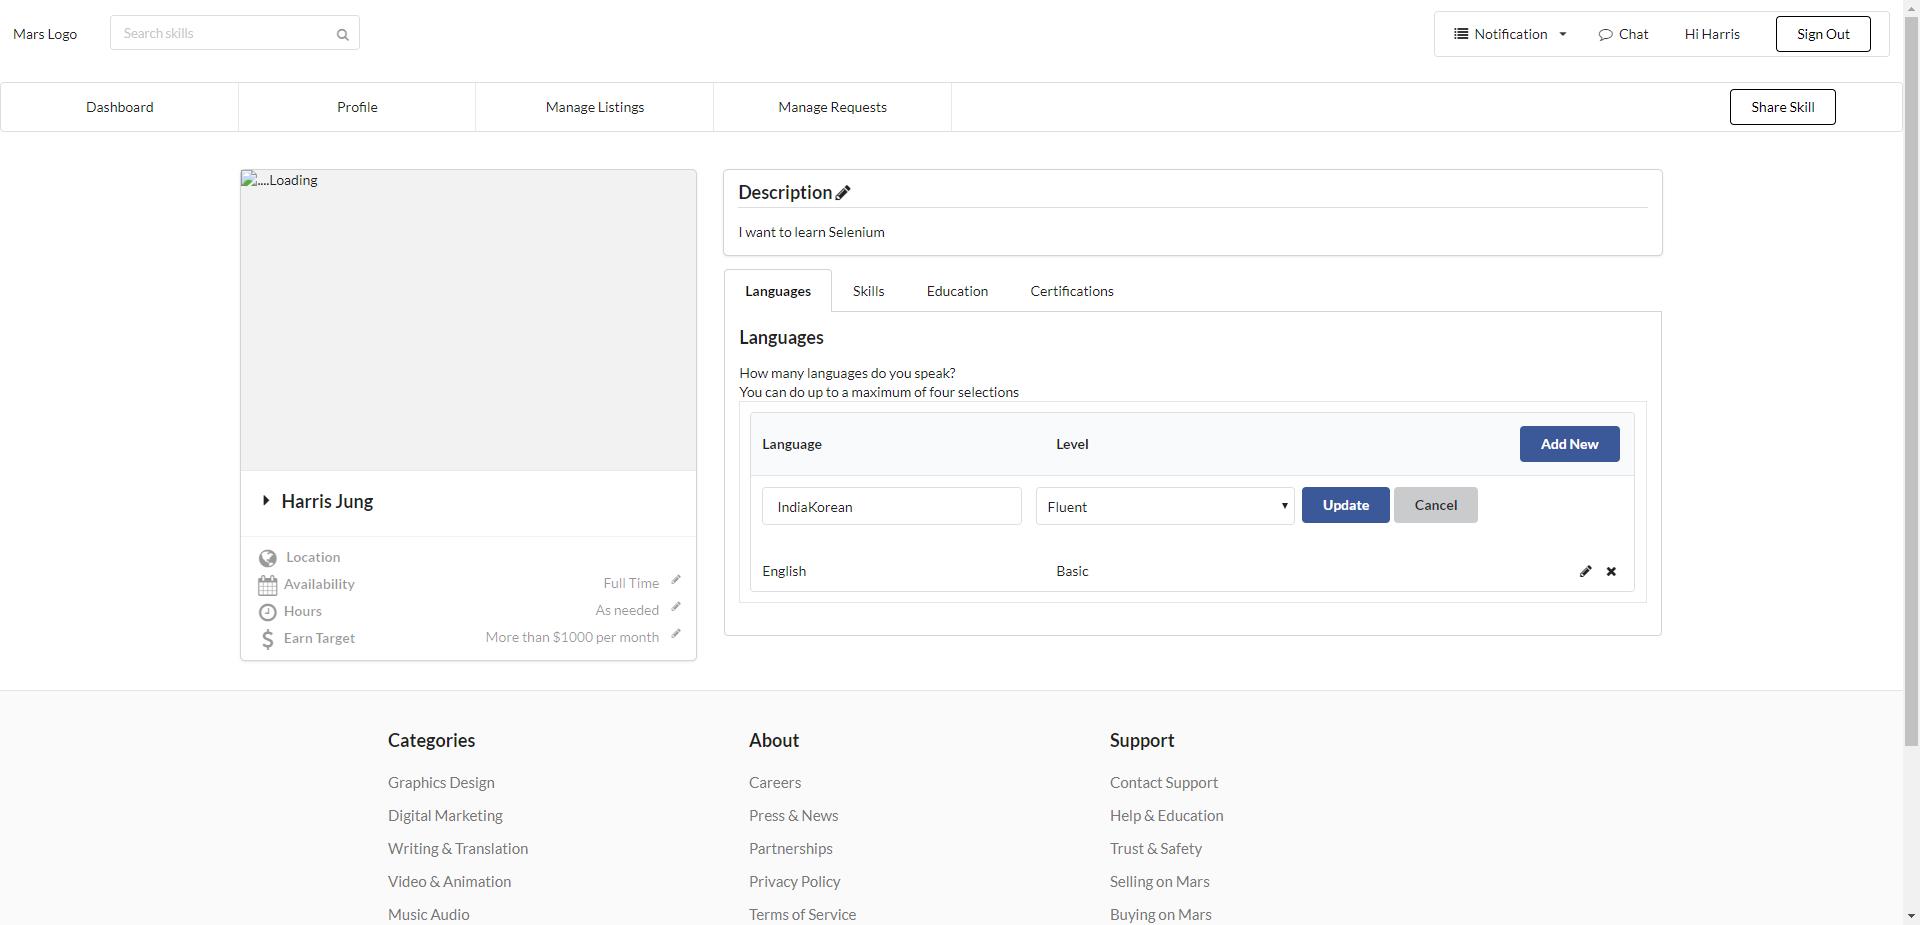 Mars Logo
Search skills
Notification
Chat
Hi Harris
Sign Out
Dashboard
Profile
Manage Listings
Manage Requests
Share Skill
....Loading
Harris Jung
Location
Availability
Full Time
Hours
As needed
Earn Target
More than $1000 per month
Description
I want to learn Selenium
Languages
Skills
Education
Certifications
Languages
How many languages do you speak?
You can do up to a maximum of four selections
Language
Level
Add New
IndiaKorean
Fluent
Update
Cancel
English
Basic
Categories
Graphics Design
Digital Marketing
Writing & Translation
Video & Animation
Music Audio
About
Careers
Press & News
Partnerships
Privacy Policy
Terms of Service
Support
Contact Support
Help & Education
Trust & Safety
Selling on Mars
Buying on Mars